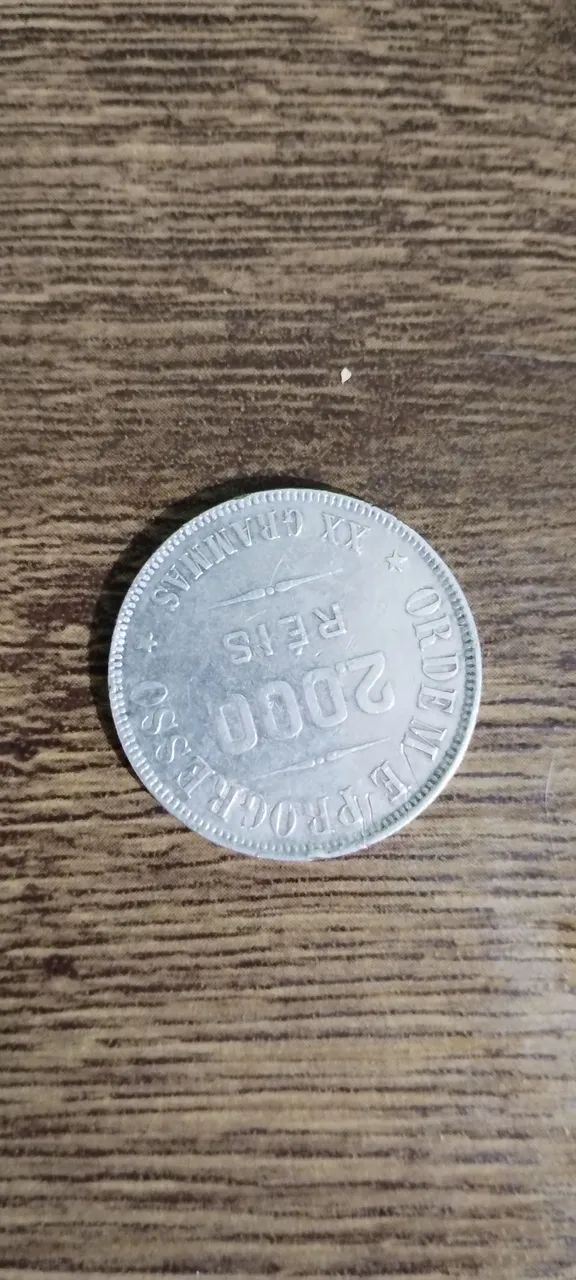 ORDEM E PROGRESSO
2.000
RÉIS
XX GRAMMAS